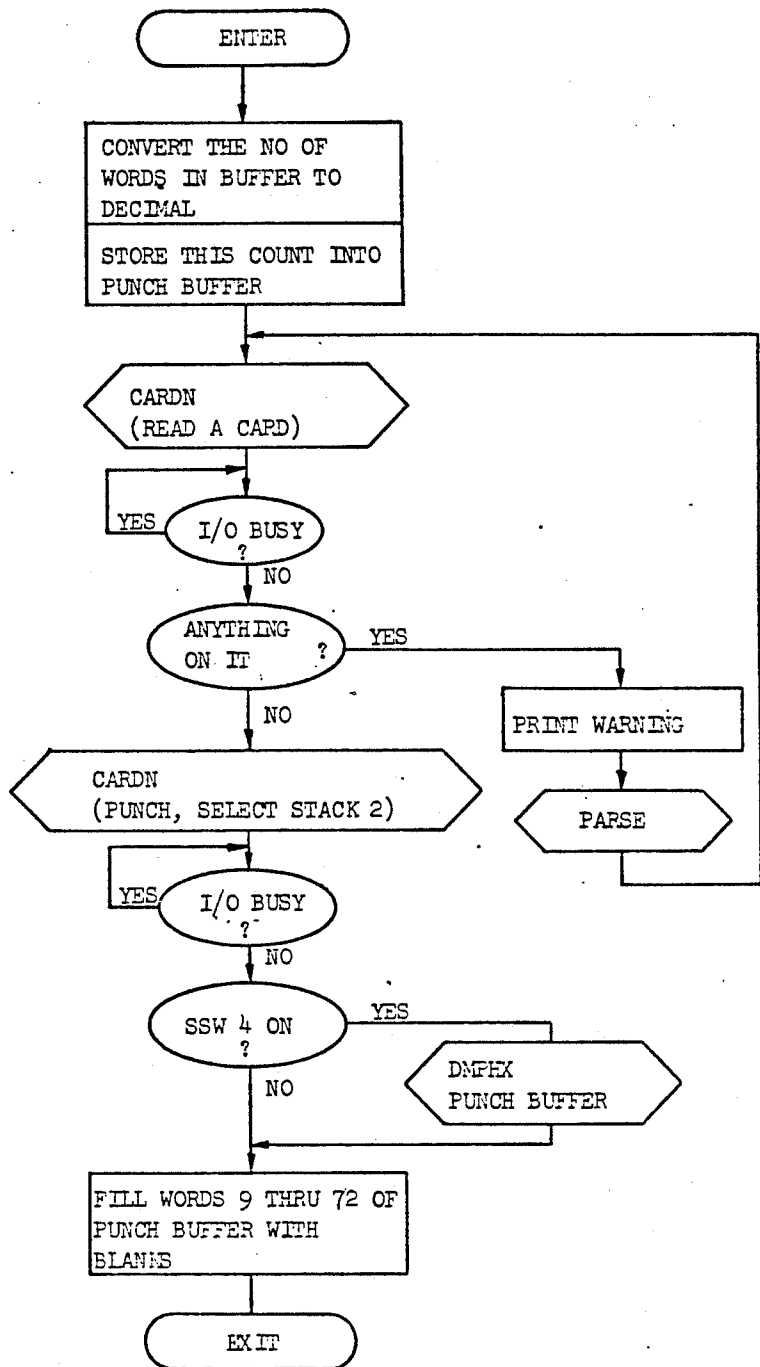 ENTER
CONVERT THE NO OF
WORDS IN BUFFER TO
DECIMAL
STORE THIS COUNT INTO
PUNCH BUFFER
CARDN
(READ A CARD)
YES
I/O BUSY
?
NO
ANYTHING
ON IT ?
YES
NO
PRINT WARNING
CARDN
(PUNCH, SELECT STACK 2)
PARSE
YES
I/O BUSY
?
NO
SSW 4 ON
?
YES
NO
DMPHX
PUNCH BUFFER
FILL WORDS 9 THRU 72 OF
PUNCH BUFFER WITH
BLANKS
EXIT